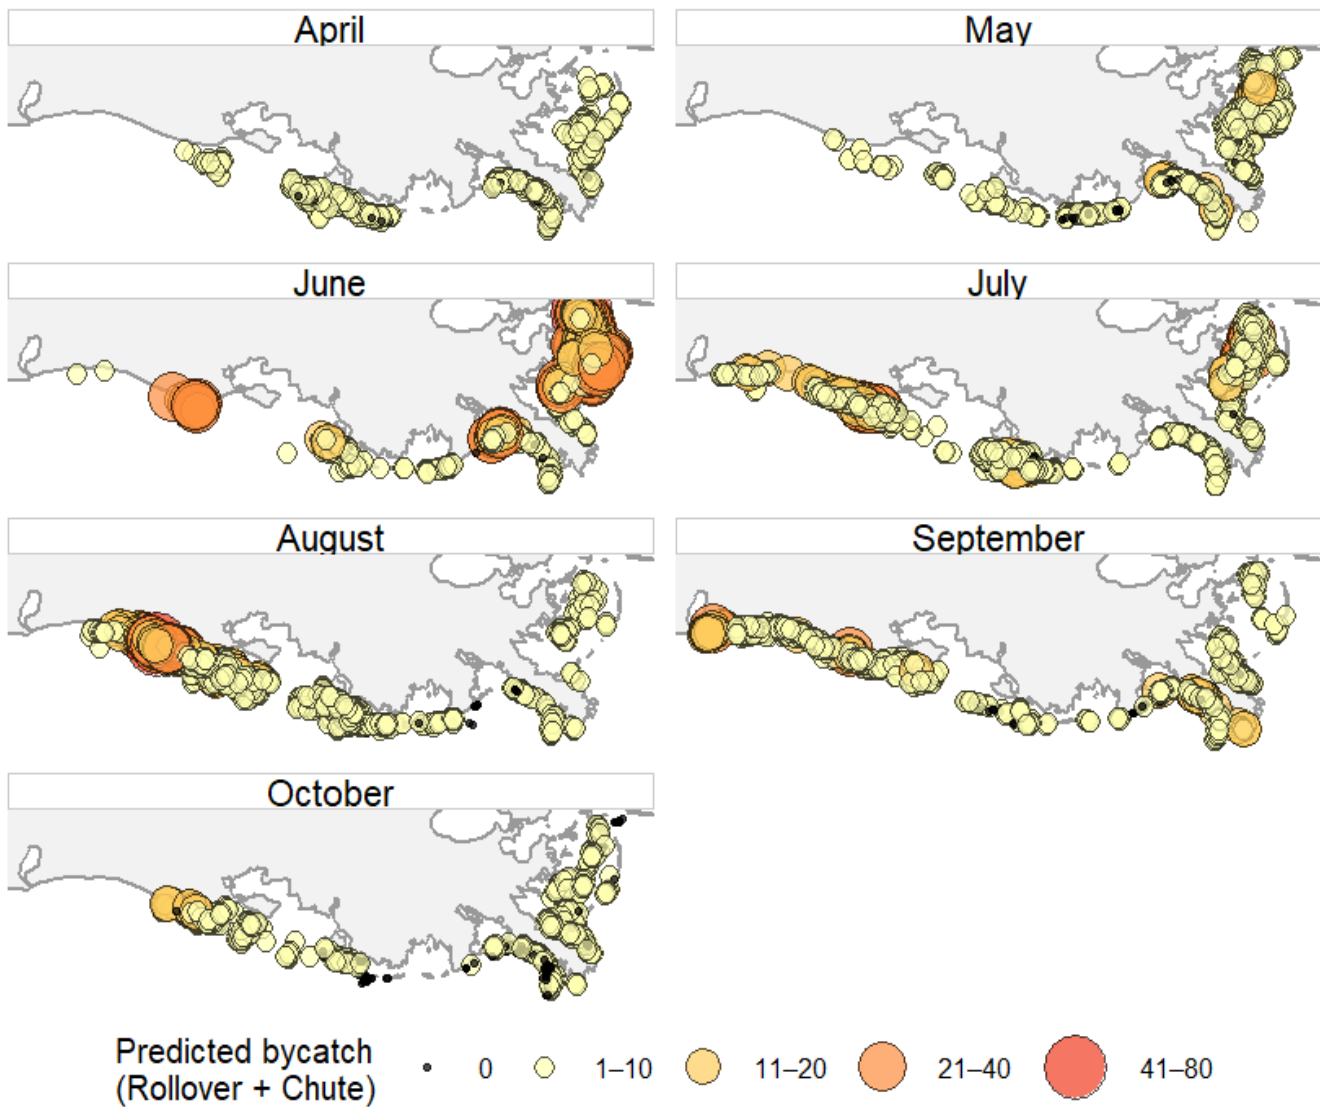 April
May
June
July
August
September
October
Predicted bycatch
(Rollover + Chute)
0
1–10
11–20
21–40
41–80